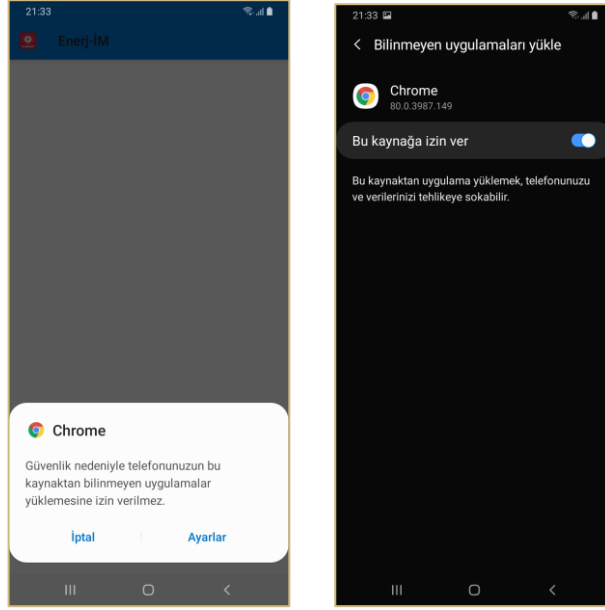 21:33
Enerj-İM
Chrome
Güvenlik nedeniyle telefonunuzun bu
kaynaktan bilinmeyen uygulamalar
yüklemesine izin verilmez.
İptal
Ayarlar
21:33
Bilinmeyen uygulamaları yükle
Chrome
80.0.3987.149
Bu kaynağa izin ver
Bu kaynaktan uygulama yüklemek, telefonunuzu
ve verilerinizi tehlikeye sokabilir.